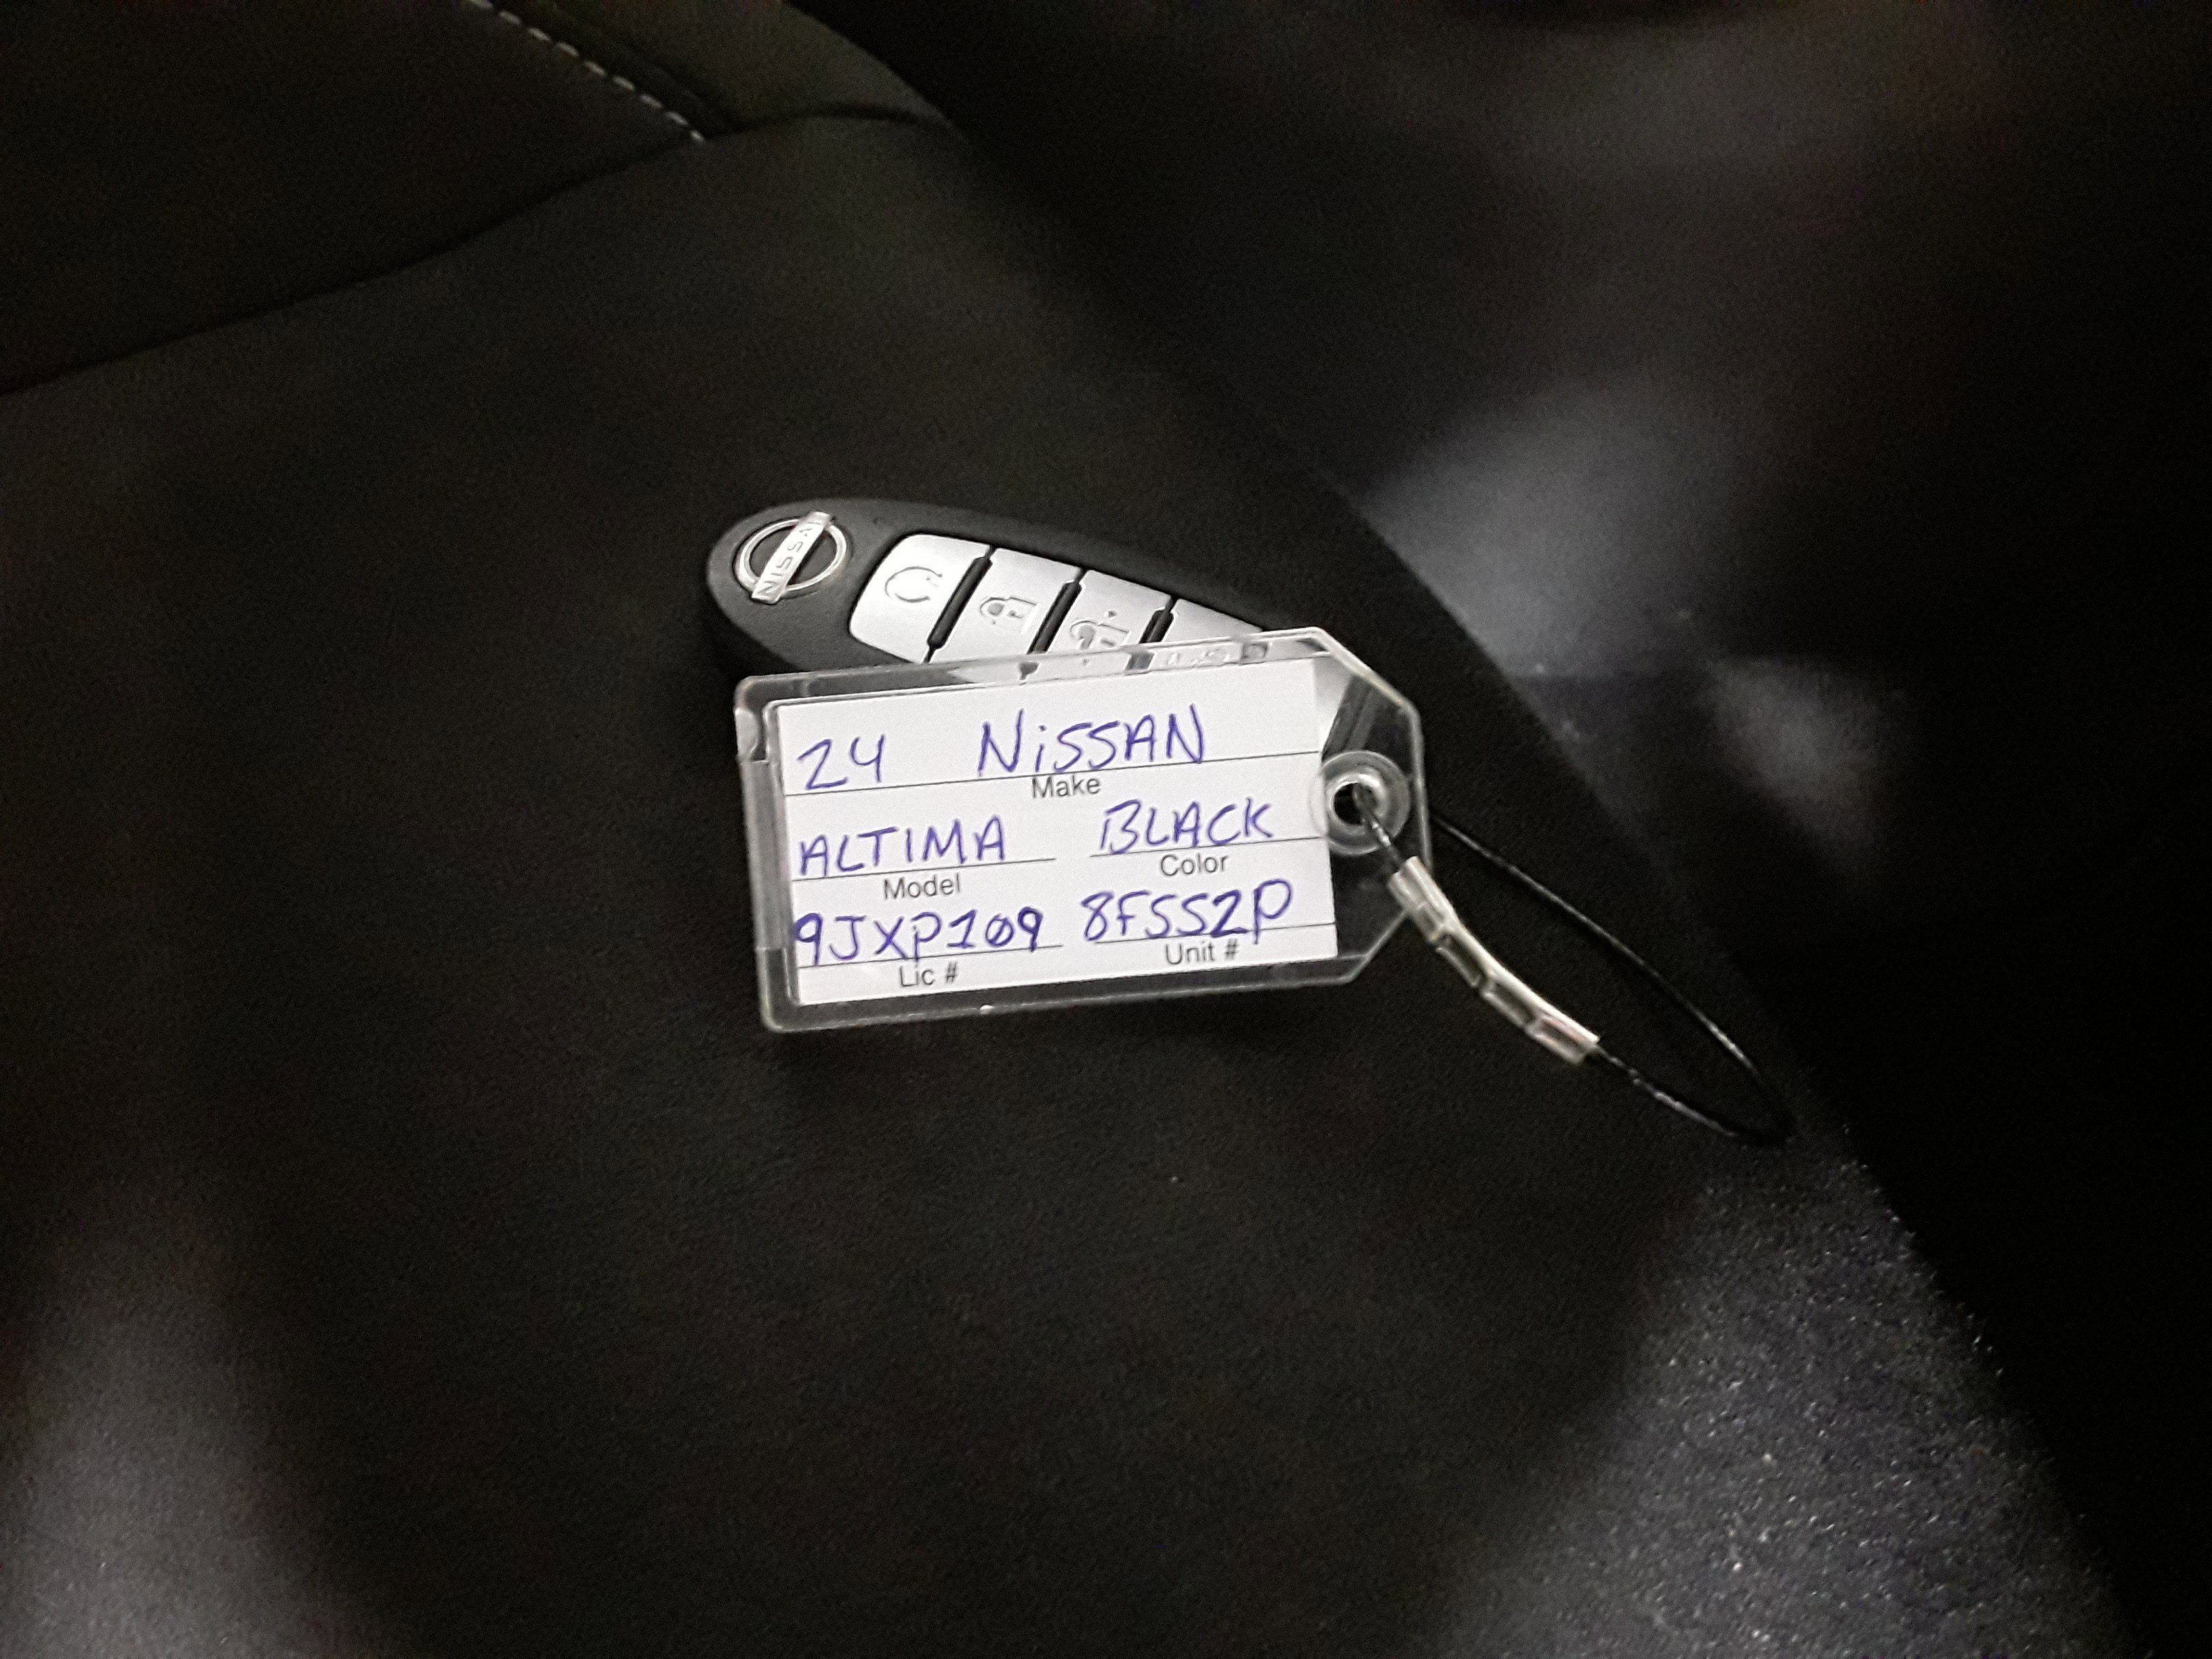 NISSAN
24 NiSSAN
Make
ALTIMA BLACK
Model Color
9JXP109 8FSS2P
Lic # Unit #